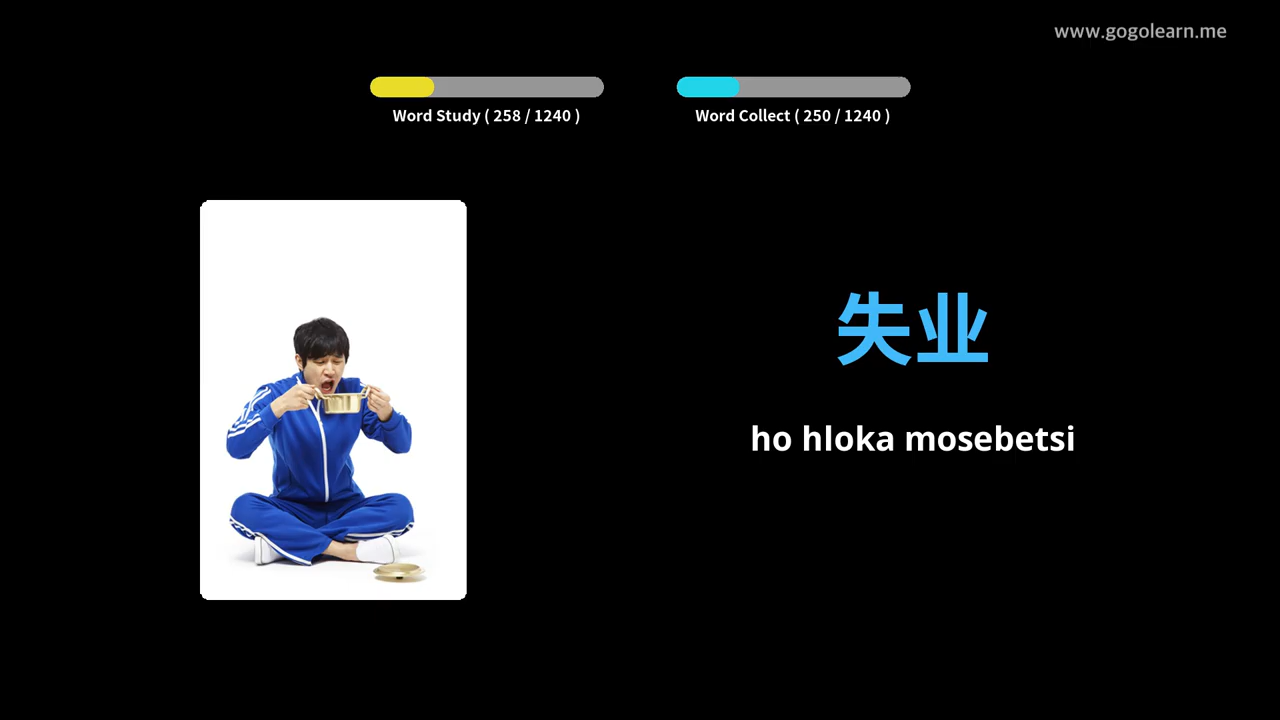 www.gogolearn.me
Word Study ( 258 / 1240 )
Word Collect ( 250 / 1240 )
失业
ho hloka mosebetsi